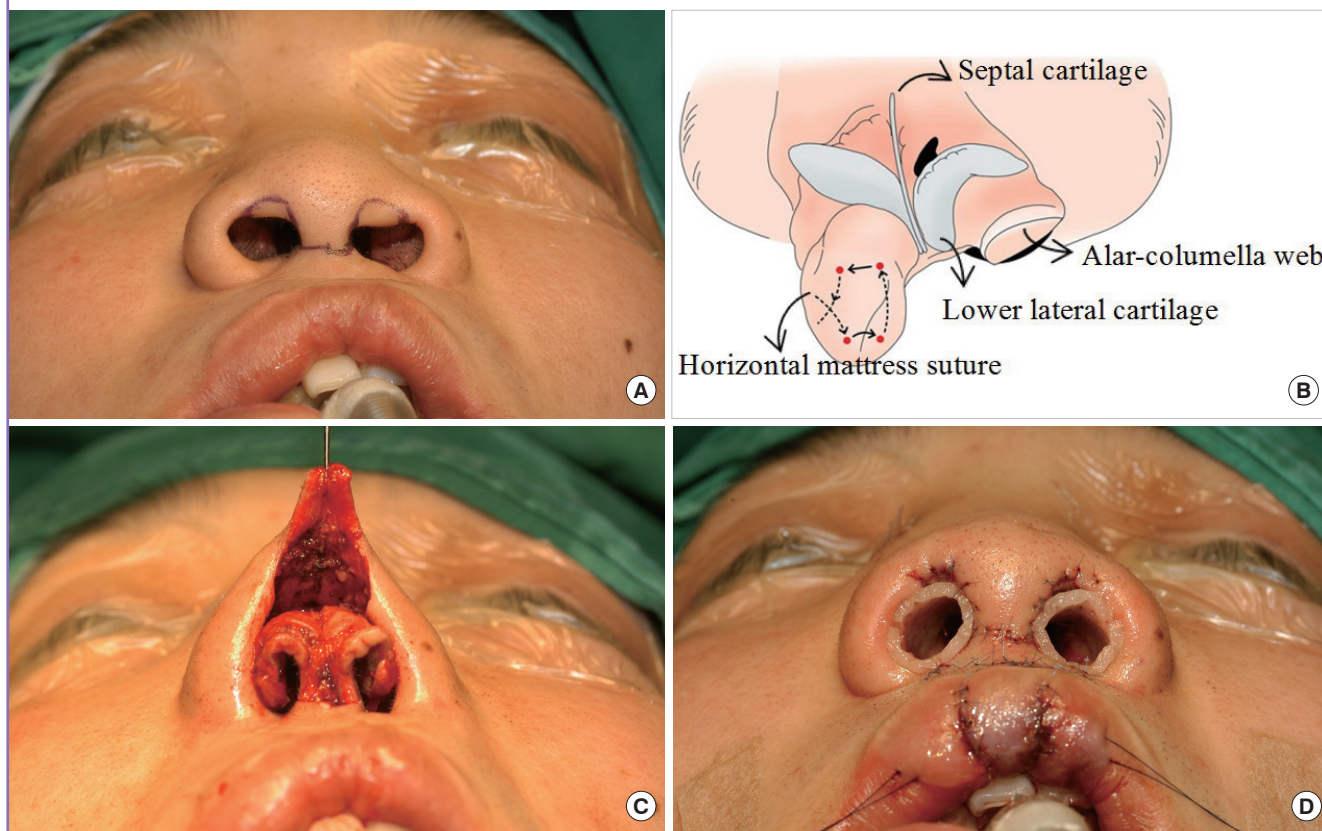 A
Septal cartilage
Alar-columella web
Lower lateral cartilage
Horizontal mattress suture
B
C
D